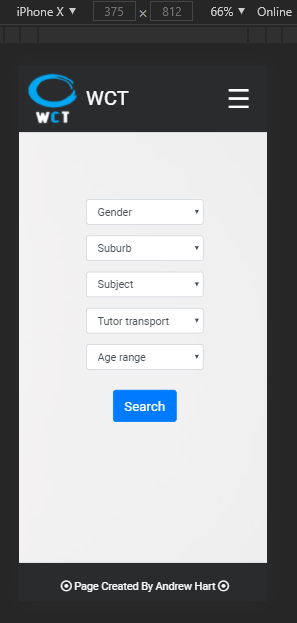 iPhone X ▼ 375 × 812 66% ▼ Online
WCT
WCT
Gender
Suburb
Subject
Tutor transport
Age range
Search
Page Created By Andrew Hart